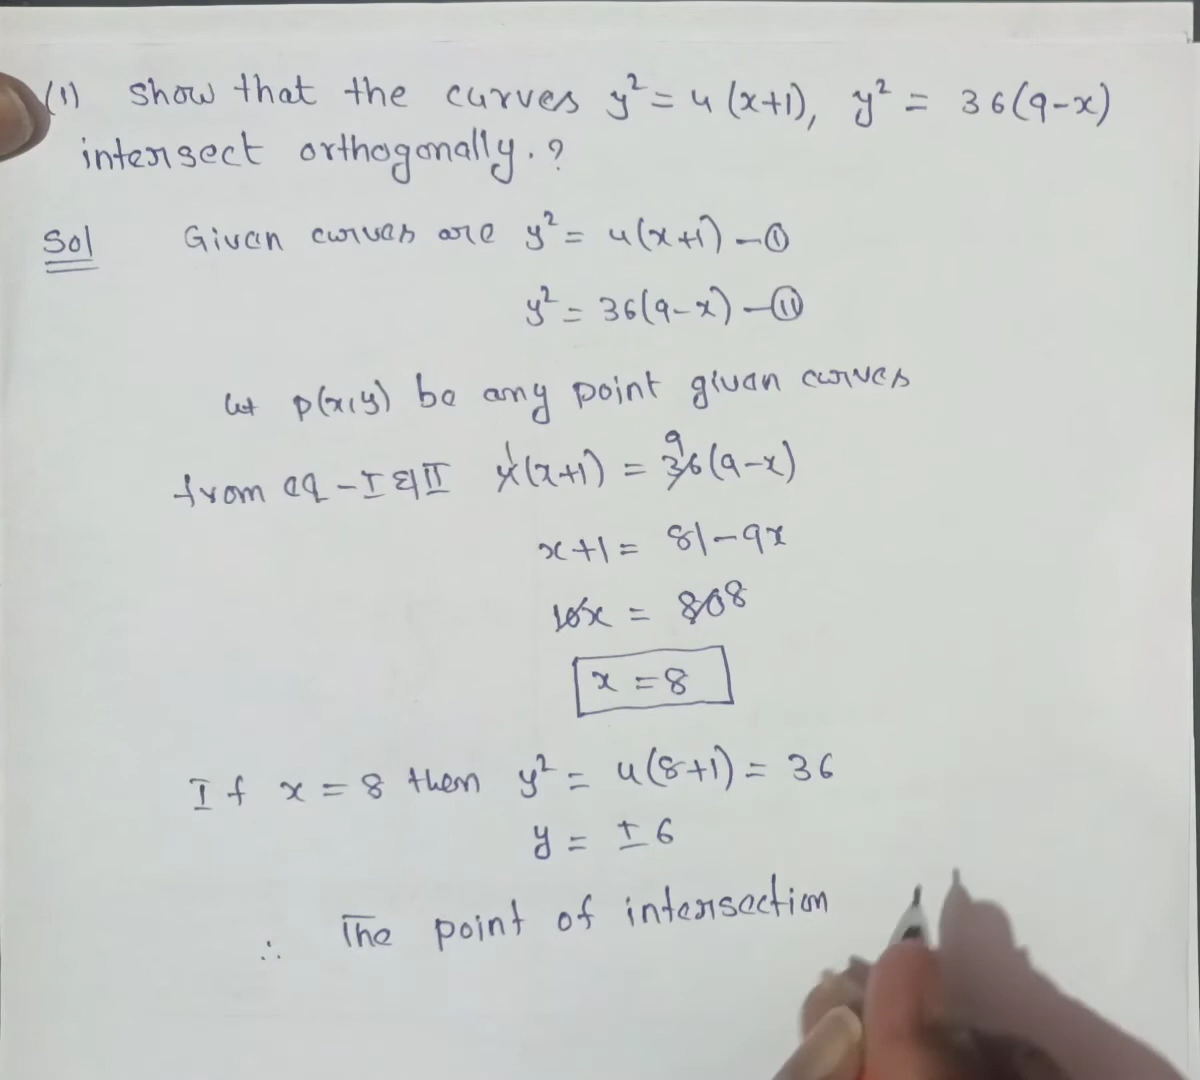 (1) show that the curves y² = 4(x+1), y² = 36(9-x)
intersect orthogonally. ?
Sol Given curves are y² = 4(x+1) - ①
y² = 36(9-x) - ⑪
let p(x,y) be any point given curves
from eq - I & II 4(x+1) = 36(9-x)
1 9
x+1 = 81-9x
10x = 80 8
x = 8
If x = 8 then y² = 4(8+1) = 36
y = ± 6
∴ The point of intersection